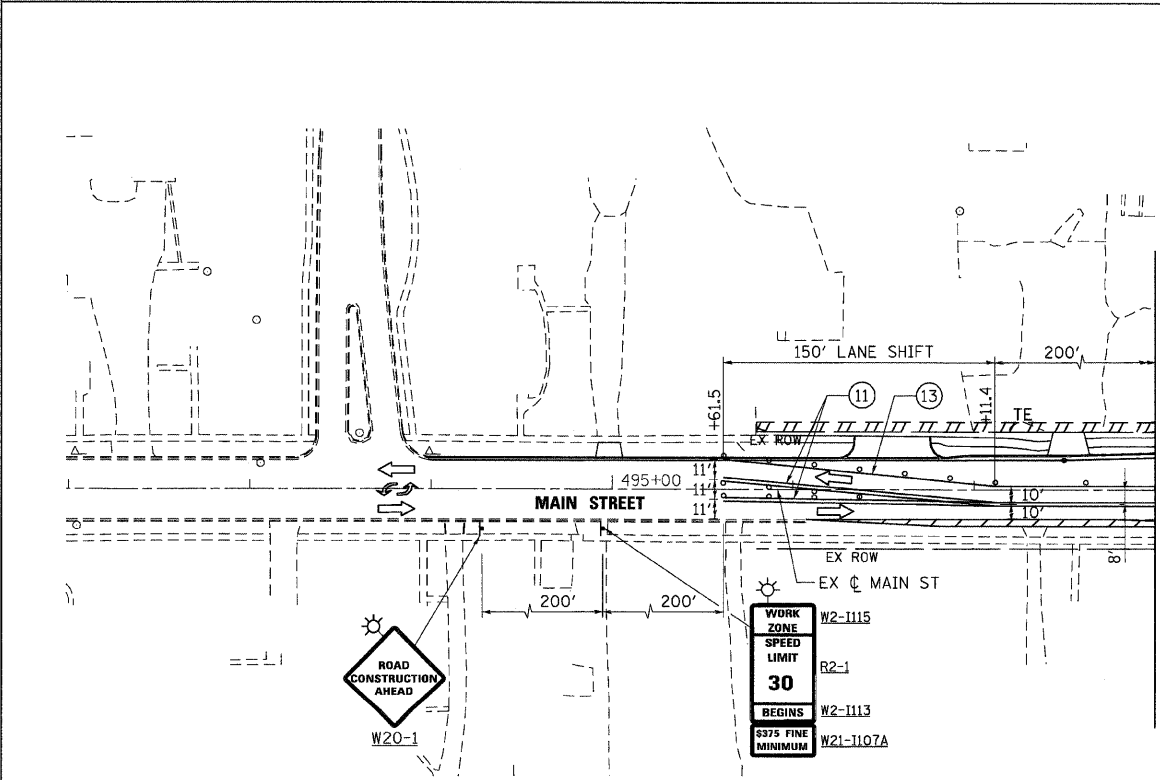 150' LANE SHIFT
200'
11
13
+61.5
+11.4
TE
EX ROW
11'
495+00
11'
MAIN STREET
11'
10'
10'
8'
EX ROW
EX ℄ MAIN ST
200'
200'
ROAD
CONSTRUCTION
AHEAD
W20-1
WORK
ZONE
W2-I115
SPEED
LIMIT
30
R2-1
BEGINS
W2-I113
$375 FINE
MINIMUM
W21-I107A